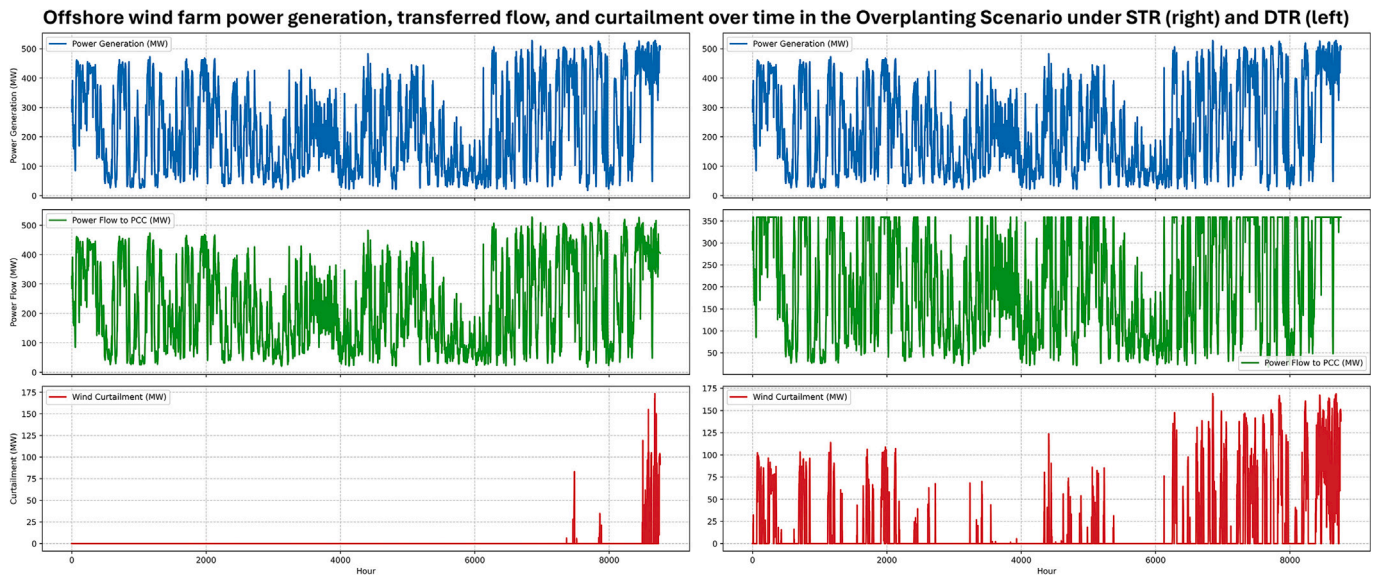 Offshore wind farm power generation, transferred flow, and curtailment over time in the Overplanting Scenario under STR (right) and DTR (left)
Power Generation (MW)
Power Generation (MW)
500
400
300
200
100
0
Power Generation (MW)
500
400
300
200
100
0
Power Flow (MW)
Power Flow to PCC (MW)
500
400
300
200
100
0
350
300
250
200
150
100
50
Power Flow to PCC (MW)
Curtailment (MW)
Wind Curtailment (MW)
175
150
125
100
75
50
25
0
0 2000 4000 6000 8000
Hour
Wind Curtailment (MW)
175
150
125
100
75
50
25
0
0 2000 4000 6000 8000
Hour